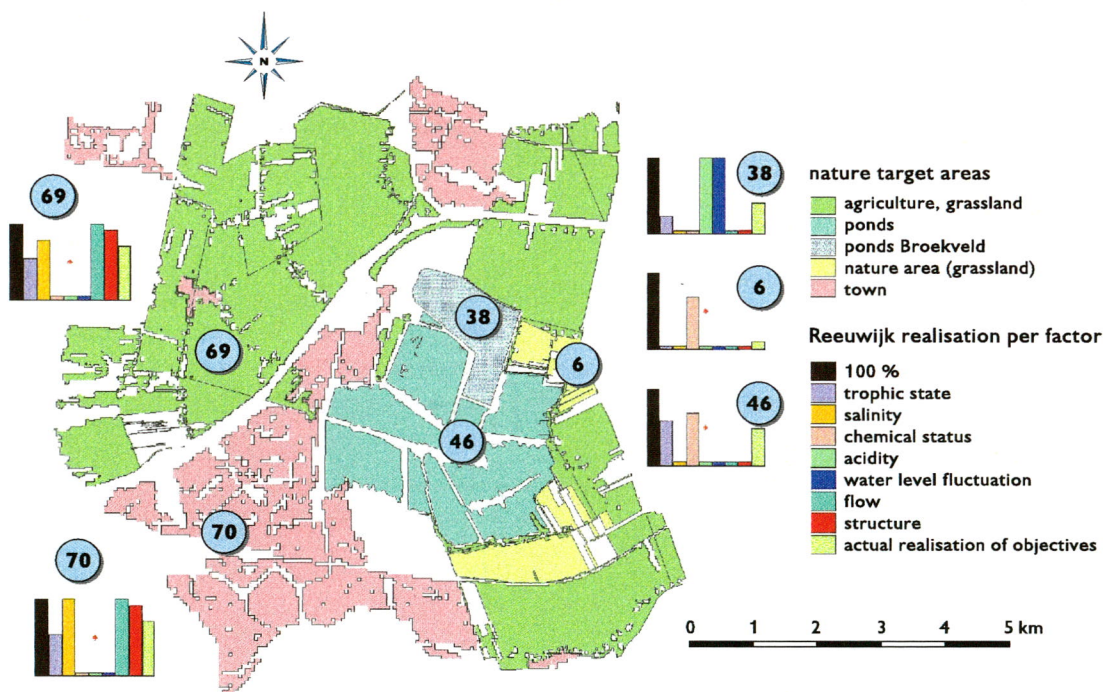 N
69
38
6
46
69
38
6
46
70
70
nature target areas
agriculture, grassland
ponds
ponds Broekveld
nature area (grassland)
town
Reeuwijk realisation per factor
100 %
trophic state
salinity
chemical status
acidity
water level fluctuation
flow
structure
actual realisation of objectives
0 1 2 3 4 5 km